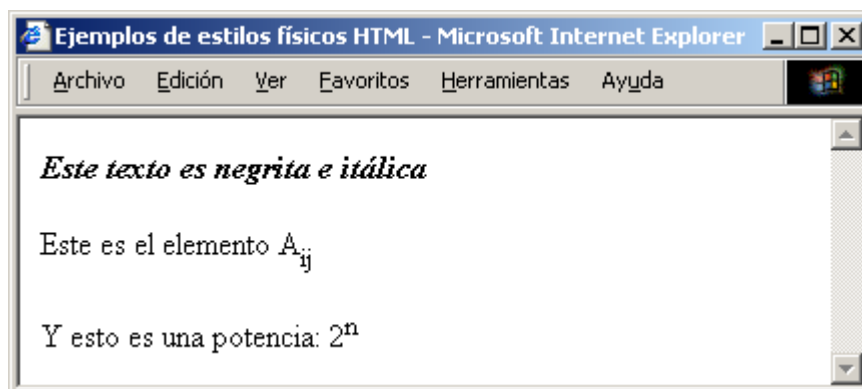 Ejemplos de estilos físicos HTML - Microsoft Internet Explorer
Archivo Edición Ver Favoritos Herramientas Ayuda
Este texto es negrita e itálica
Este es el elemento Aij
Y esto es una potencia: 2ⁿ